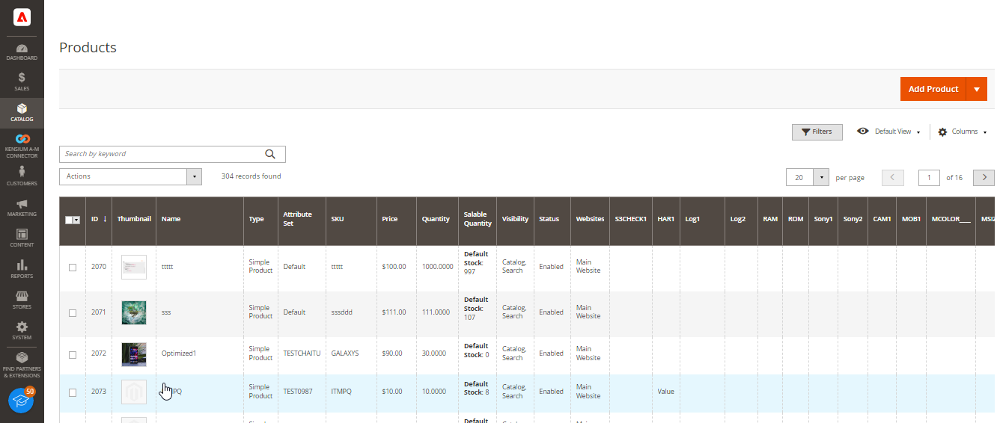 DASHBOARD
$
SALES
CATALOG
KENSIUM A-M
CONNECTOR
CUSTOMERS
MARKETING
CONTENT
REPORTS
STORES
SYSTEM
FIND PARTNERS
& EXTENSIONS
50
Products
Add Product
Filters
Default View
Columns
Search by keyword
Actions
304 records found
20
per page
1
of 16
ID ↓ Thumbnail Name Type Attribute Set SKU Price Quantity Salable Quantity Visibility Status Websites S3CHECK1 HAR1 Log1 Log2 RAM ROM Sony1 Sony2 CAM1 MOB1 MCOLOR___
2070 ttttt Simple Product Default ttttt $100.00 1000.0000 Default Stock: 997 Catalog, Search Enabled Main Website
2071 sss Simple Product Default sssddd $111.00 111.0000 Default Stock: 107 Catalog, Search Enabled Main Website
2072 Optimized1 Simple Product TESTCHAITU GALAXYS $90.00 30.0000 Default Stock: 0 Catalog, Search Enabled Main Website
2073 Simple Product TEST0987 ITMPQ $10.00 10.0000 Default Stock: 8 Catalog, Search Enabled Main Website Value
Default